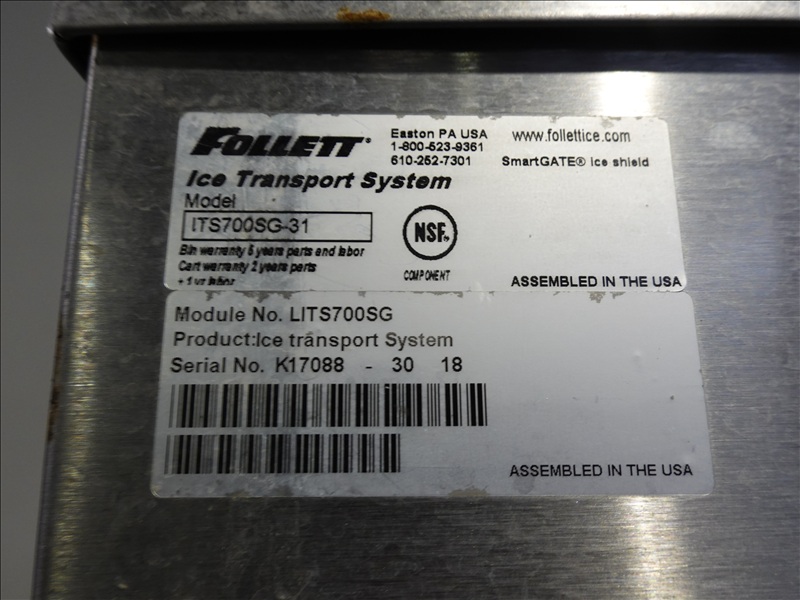 FOLLETT®
Easton PA USA
1-800-523-9361
610-252-7301
www.follettice.com
SmartGATE® ice shield
Ice Transport System
Model
ITS700SG-31
Bin warranty 5 years parts and labor
Cart warranty 2 years parts
+ 1 yr labor
NSF
COMPONENT
ASSEMBLED IN THE USA
Module No. LITS700SG
Product:Ice transport System
Serial No. K17088 - 30 18
ASSEMBLED IN THE USA